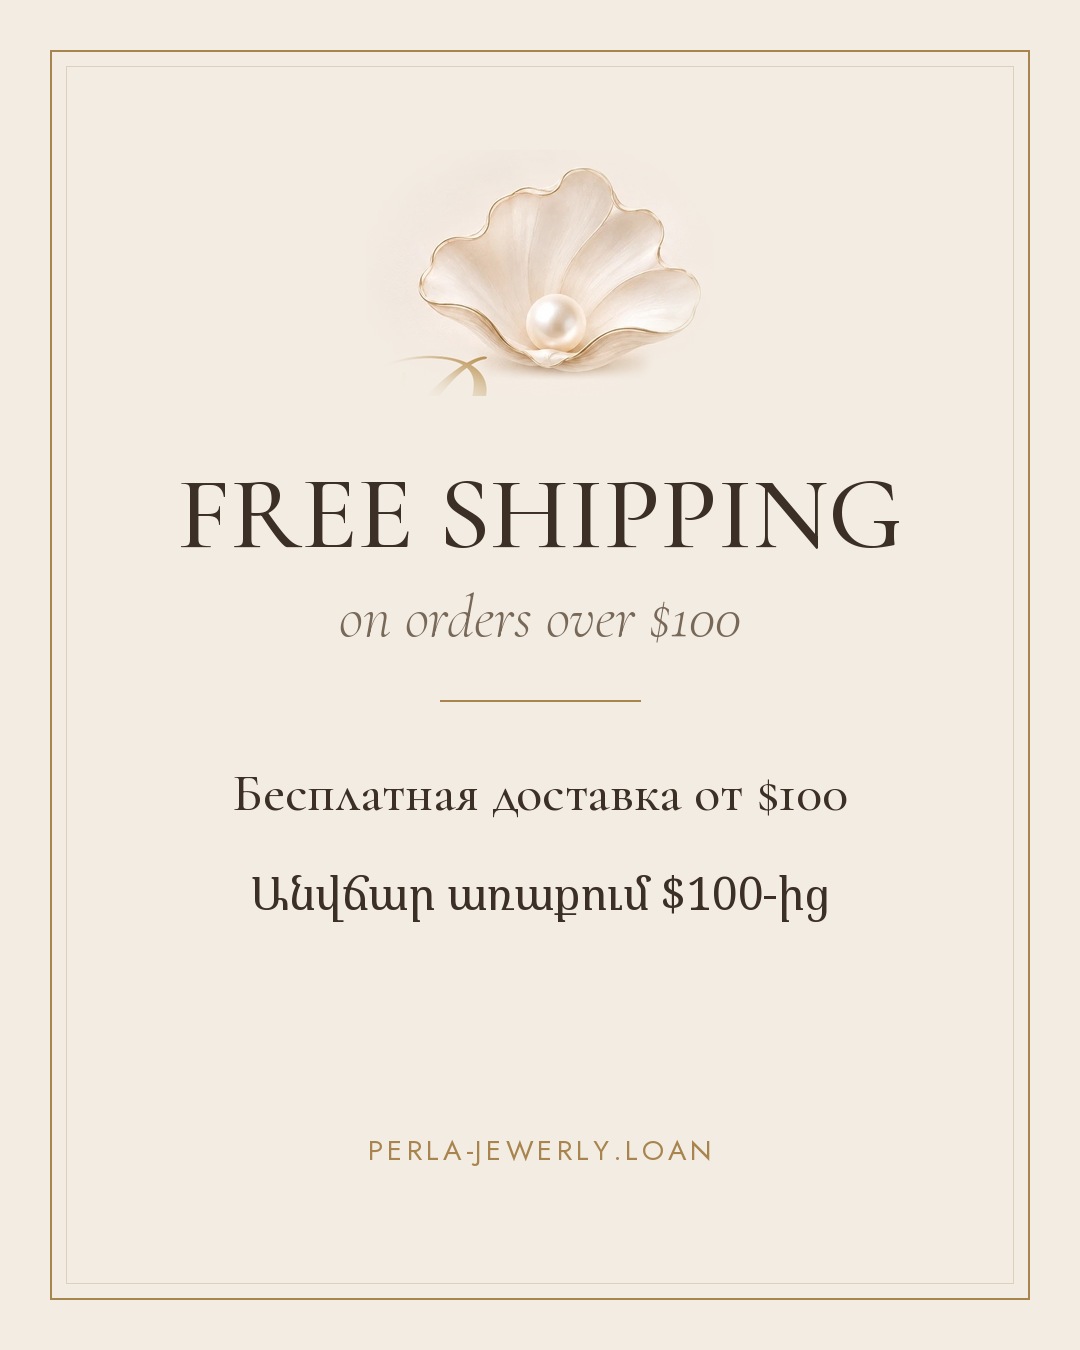 FREE SHIPPING
on orders over $100
Бесплатная доставка от $100
Անվճար առաքում $100-ից
PERLA-JEWERLY.LOAN